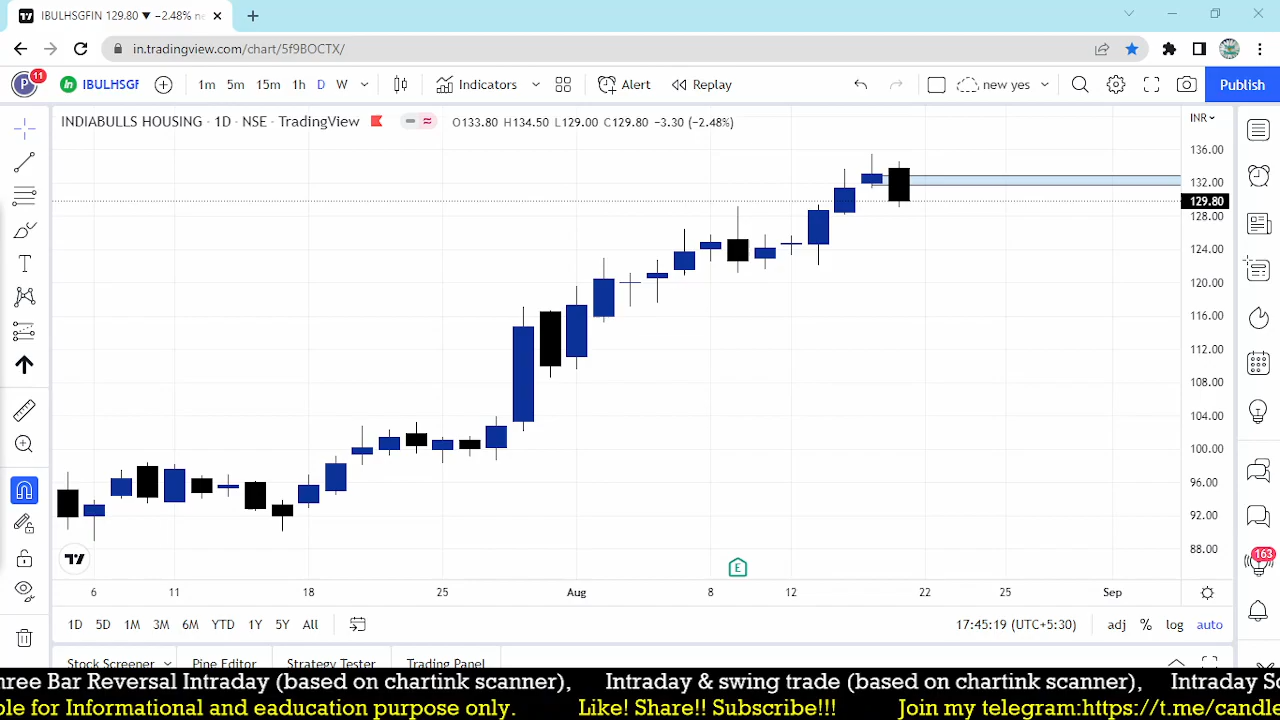 IBULHSGFIN 129.80 ▼ −2.48%
in.tradingview.com/chart/5f9BOCTX/
P 11 IBULHSGF 1m 5m 15m 1h D W Indicators Alert Replay new yes Publish
INDIABULLS HOUSING · 1D · NSE · TradingView O133.80 H134.50 L129.00 C129.80 −3.30 (−2.48%)
INR
136.00
132.00
129.80
128.00
124.00
120.00
116.00
112.00
108.00
104.00
100.00
96.00
92.00
88.00
E
163
6 11 18 25 Aug 8 12 22 25 Sep
1D 5D 1M 3M 6M YTD 1Y 5Y All 17:45:19 (UTC+5:30) adj % log auto
Stock Screener Pine Editor Strategy Tester Trading Panel
Bar Reversal Intraday (based on chartink scanner), Intraday & swing trade (based on chartink scanner), Intraday
for Informational and eaducation purpose only. Like! Share!! Subscribe!!! Join my telegram:https://t.me/candle